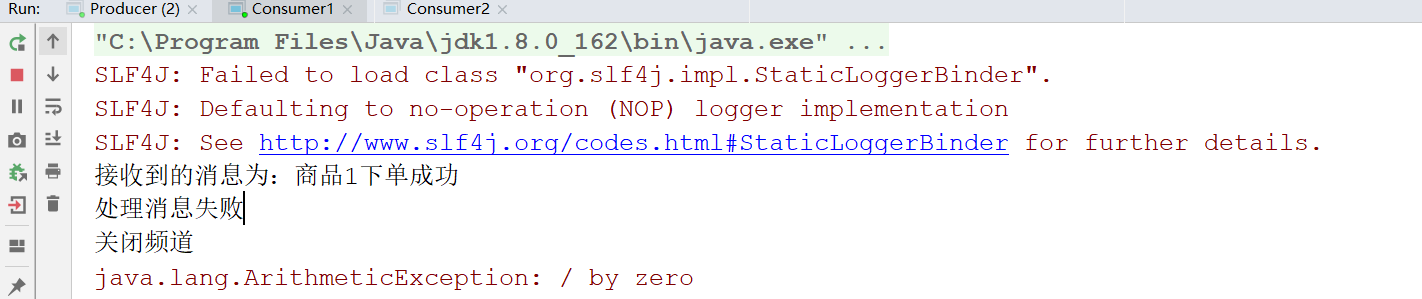 Run: Producer (2) Consumer1 Consumer2
"C:\Program Files\Java\jdk1.8.0_162\bin\java.exe" ...
SLF4J: Failed to load class "org.slf4j.impl.StaticLoggerBinder".
SLF4J: Defaulting to no-operation (NOP) logger implementation
SLF4J: See http://www.slf4j.org/codes.html#StaticLoggerBinder for further details.
接收到的消息为：商品1下单成功
处理消息失败
关闭频道
java.lang.ArithmeticException: / by zero